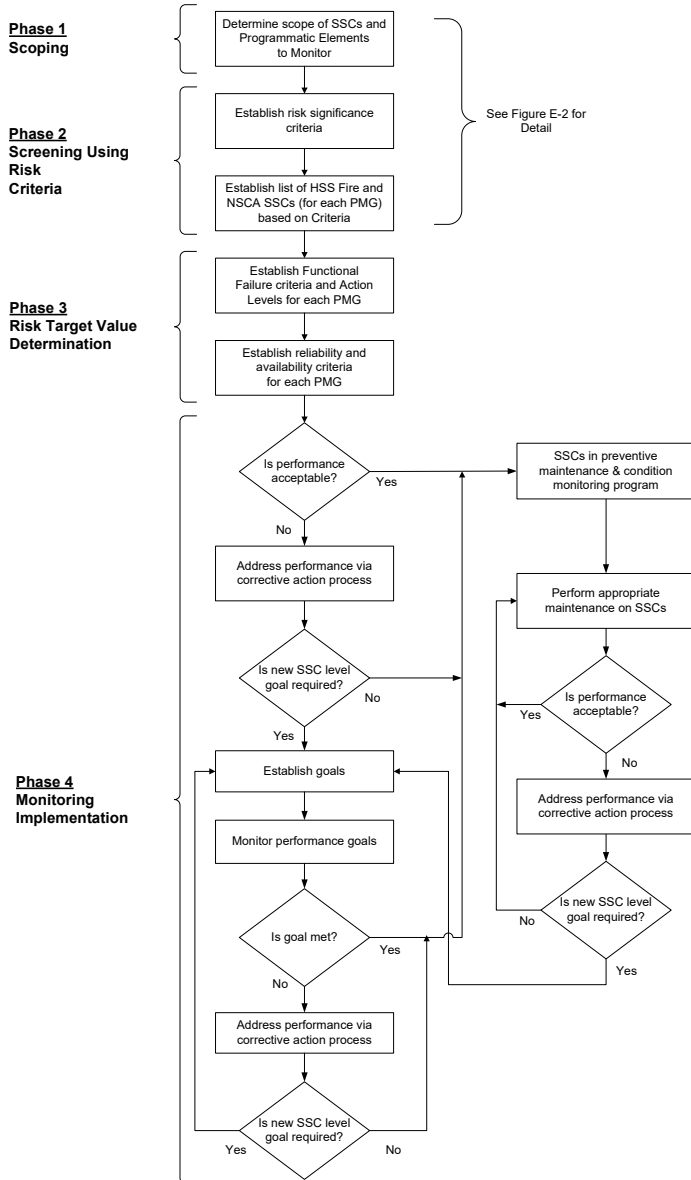 Phase 1
Scoping
Determine scope of SSCs and
Programmatic Elements
to Monitor
Phase 2
Screening Using
Risk
Criteria
Establish risk significance
criteria
See Figure E-2 for
Detail
Establish list of HSS Fire and
NSCA SSCs (for each PMG)
based on Criteria
Phase 3
Risk Target Value
Determination
Establish Functional
Failure criteria and Action
Levels for each PMG
Establish reliability and
availability criteria
for each PMG
Phase 4
Monitoring
Implementation
Is performance
acceptable?
Yes
No
Address performance via
corrective action process
Is new SSC level
goal required?
No
Yes
Establish goals
Monitor performance goals
Is goal met?
Yes
No
Address performance via
corrective action process
Is new SSC level
goal required?
Yes
No
SSCs in preventive
maintenance & condition
monitoring program
Perform appropriate
maintenance on SSCs
Is performance
acceptable?
Yes
No
Address performance via
corrective action process
Is new SSC level
goal required?
No
Yes